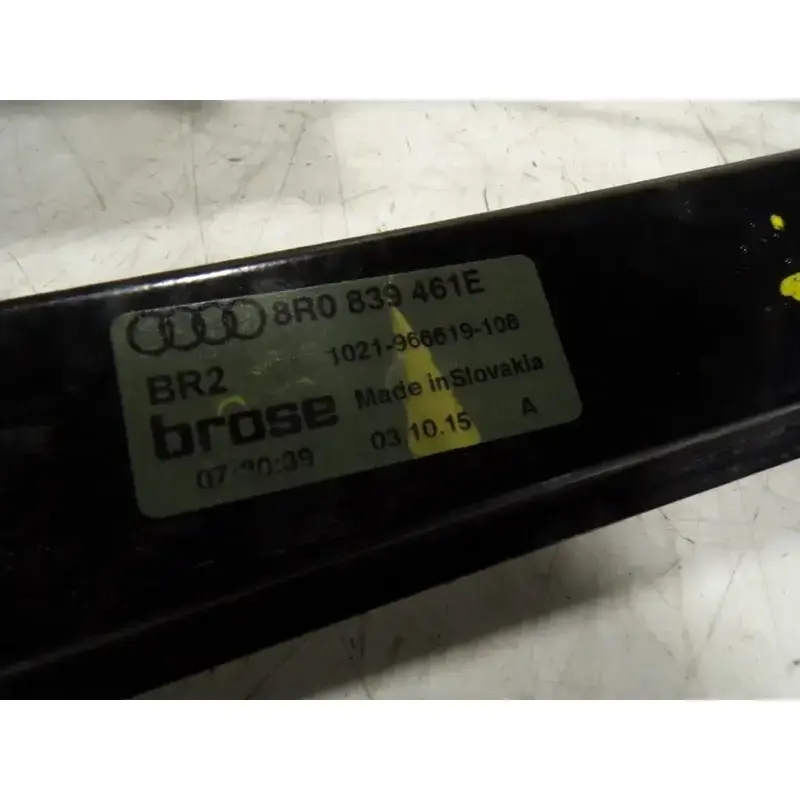 8R0 839 461E
1021-966619-108
BR2
Made in Slovakia
brose
03.10.15 A
07:30:39